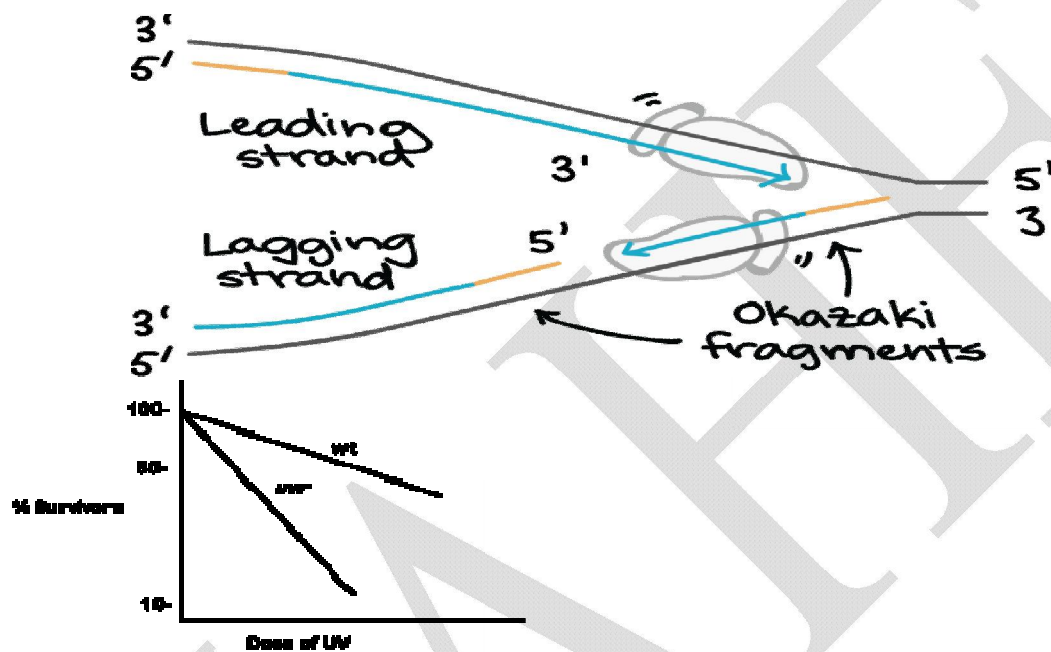 3'
5'
Leading
strand
3'
5'
3
Lagging
strand
5'
3'
5'
Okazaki
fragments
100-
wt
50-
% Survivors
10-
Dose of UV